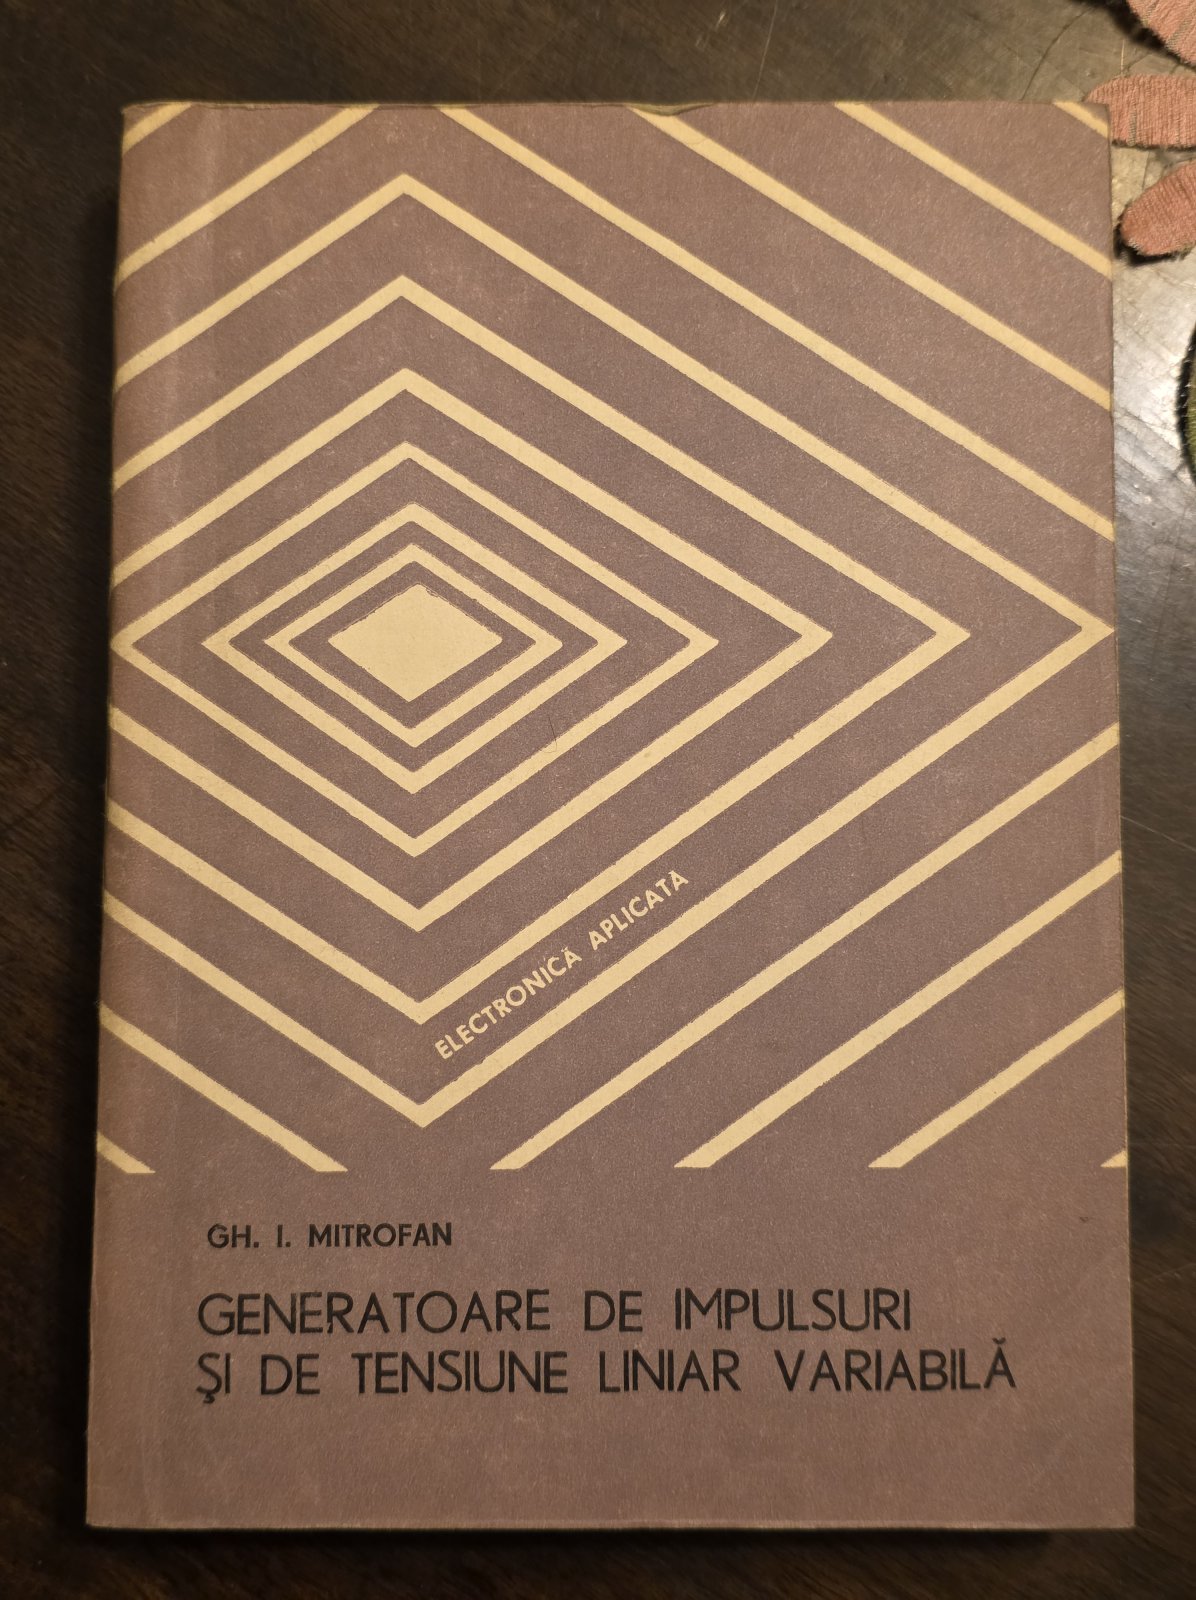 ELECTRONICĂ APLICATĂ
GH. I. MITROFAN
GENERATOARE DE IMPULSURI
ŞI DE TENSIUNE LINIAR VARIABILĂ